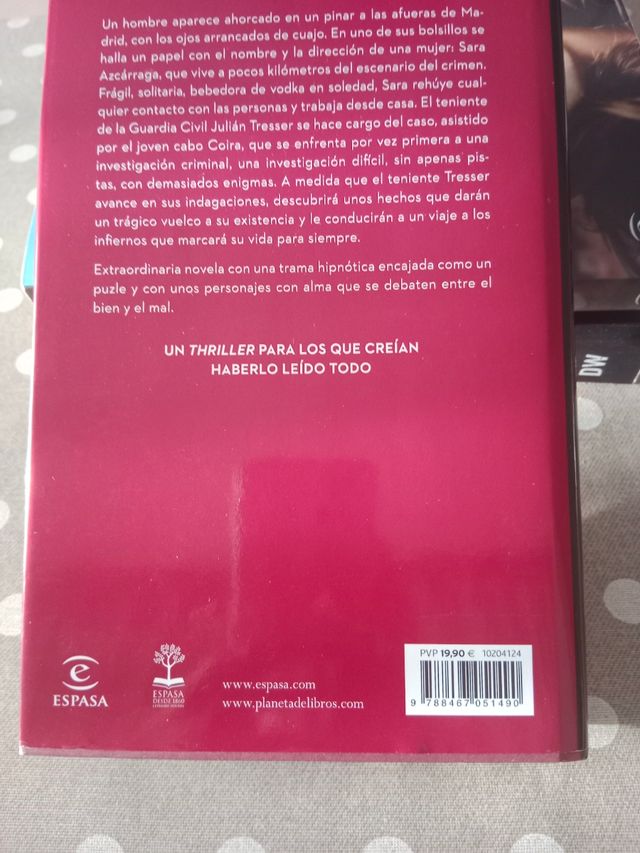 Un hombre aparece ahorcado en un pinar a las afueras de Ma-
drid, con los ojos arrancados de cuajo. En uno de sus bolsillos se
halla un papel con el nombre y la dirección de una mujer: Sara
Azcárraga, que vive a pocos kilómetros del escenario del crimen.
Frágil, solitaria, bebedora de vodka en soledad, Sara rehúye cual-
quier contacto con las personas y trabaja desde casa. El teniente
de la Guardia Civil Julián Tresser se hace cargo del caso, asistido
por el joven cabo Coira, que se enfrenta por vez primera a una
investigación criminal, una investigación difícil, sin apenas pis-
tas, con demasiados enigmas. A medida que el teniente Tresser
avance en sus indagaciones, descubrirá unos hechos que darán
un trágico vuelco a su existencia y le conducirán a un viaje a los
infiernos que marcará su vida para siempre.
Extraordinaria novela con una trama hipnótica encajada como un
puzle y con unos personajes con alma que se debaten entre el
bien y el mal.
UN THRILLER PARA LOS QUE CREÍAN
HABERLO LEÍDO TODO
DW
e
ESPASA
ESPASA
DESDE 1860
www.espasa.com
www.planetadelibros.com
PVP 19,90 € 10204124
9 788467 051490